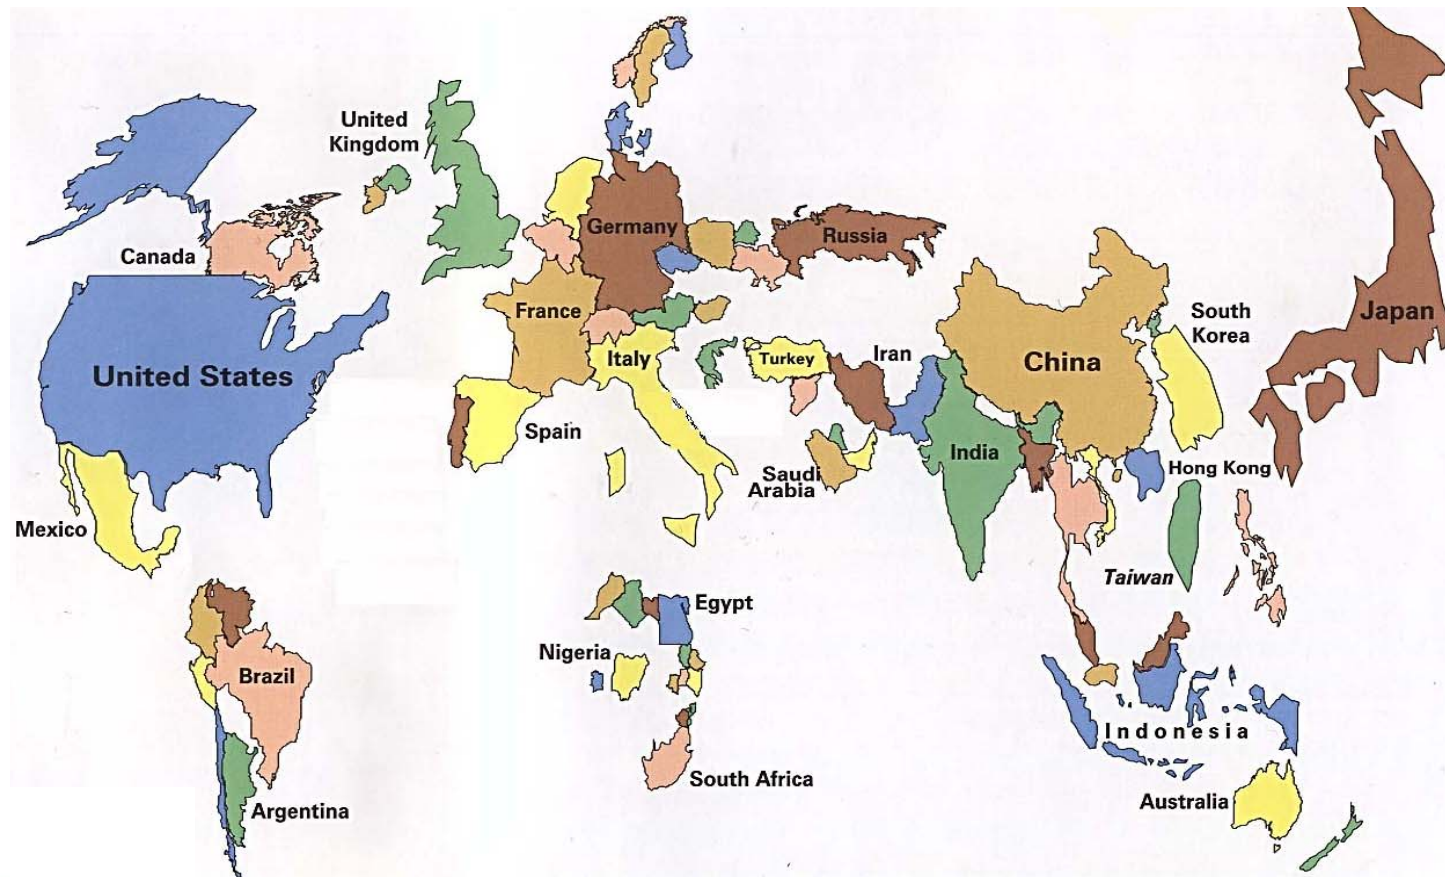 United
Kingdom
Canada
Germany
Russia
France
South
Korea
Japan
United States
Italy
Turkey
Iran
China
Spain
India
Hong Kong
Saudi
Arabia
Mexico
Taiwan
Egypt
Nigeria
Brazil
Indonesia
South Africa
Australia
Argentina